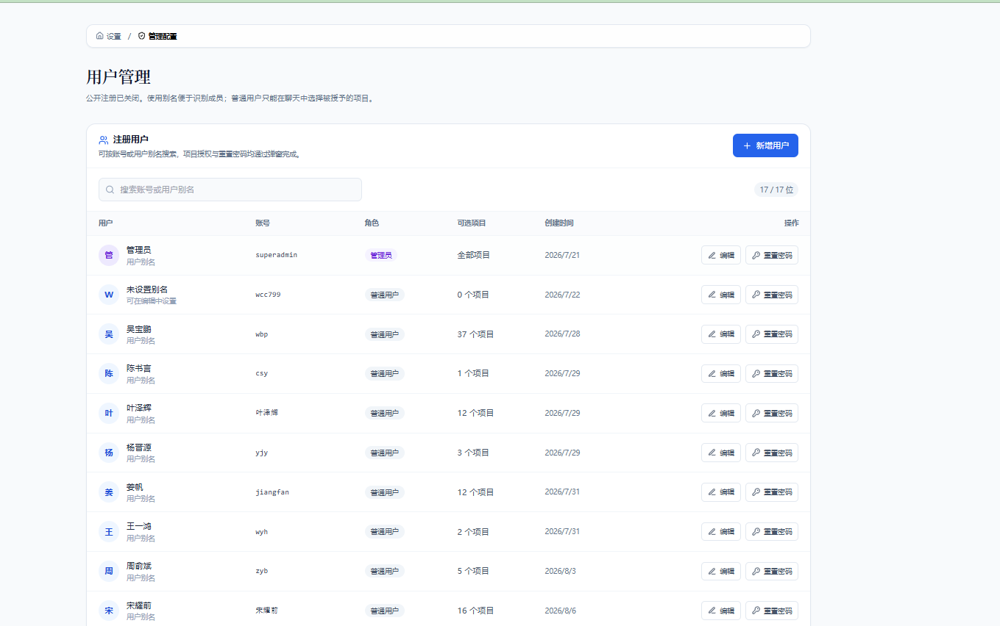 设置 / 管理配置
用户管理
公开注册已关闭。使用别名便于识别成员；普通用户只能在聊天中选择被授予的项目。
注册用户
可按账号或用户别名搜索，项目授权与重置密码均通过弹窗完成。
+ 新增用户
搜索账号或用户别名
17 / 17 位
用户 账号 角色 可选项目 创建时间 操作
管 管理员 superadmin 管理员 全部项目 2026/7/21 编辑 重置密码
用户别名
W 未设置别名 wcc799 普通用户 0 个项目 2026/7/22 编辑 重置密码
可在编辑中设置
吴 吴宝鹏 wbp 普通用户 37 个项目 2026/7/28 编辑 重置密码
用户别名
陈 陈书言 csy 普通用户 1 个项目 2026/7/29 编辑 重置密码
用户别名
叶 叶泽辉 叶泽辉 普通用户 12 个项目 2026/7/29 编辑 重置密码
用户别名
杨 杨晋源 yjy 普通用户 3 个项目 2026/7/29 编辑 重置密码
用户别名
姜 姜帆 jiangfan 普通用户 12 个项目 2026/7/31 编辑 重置密码
用户别名
王 王一鸿 wyh 普通用户 2 个项目 2026/7/31 编辑 重置密码
用户别名
周 周俞斌 zyb 普通用户 5 个项目 2026/8/3 编辑 重置密码
用户别名
宋 宋耀前 宋耀前 普通用户 16 个项目 2026/8/6 编辑 重置密码
用户别名